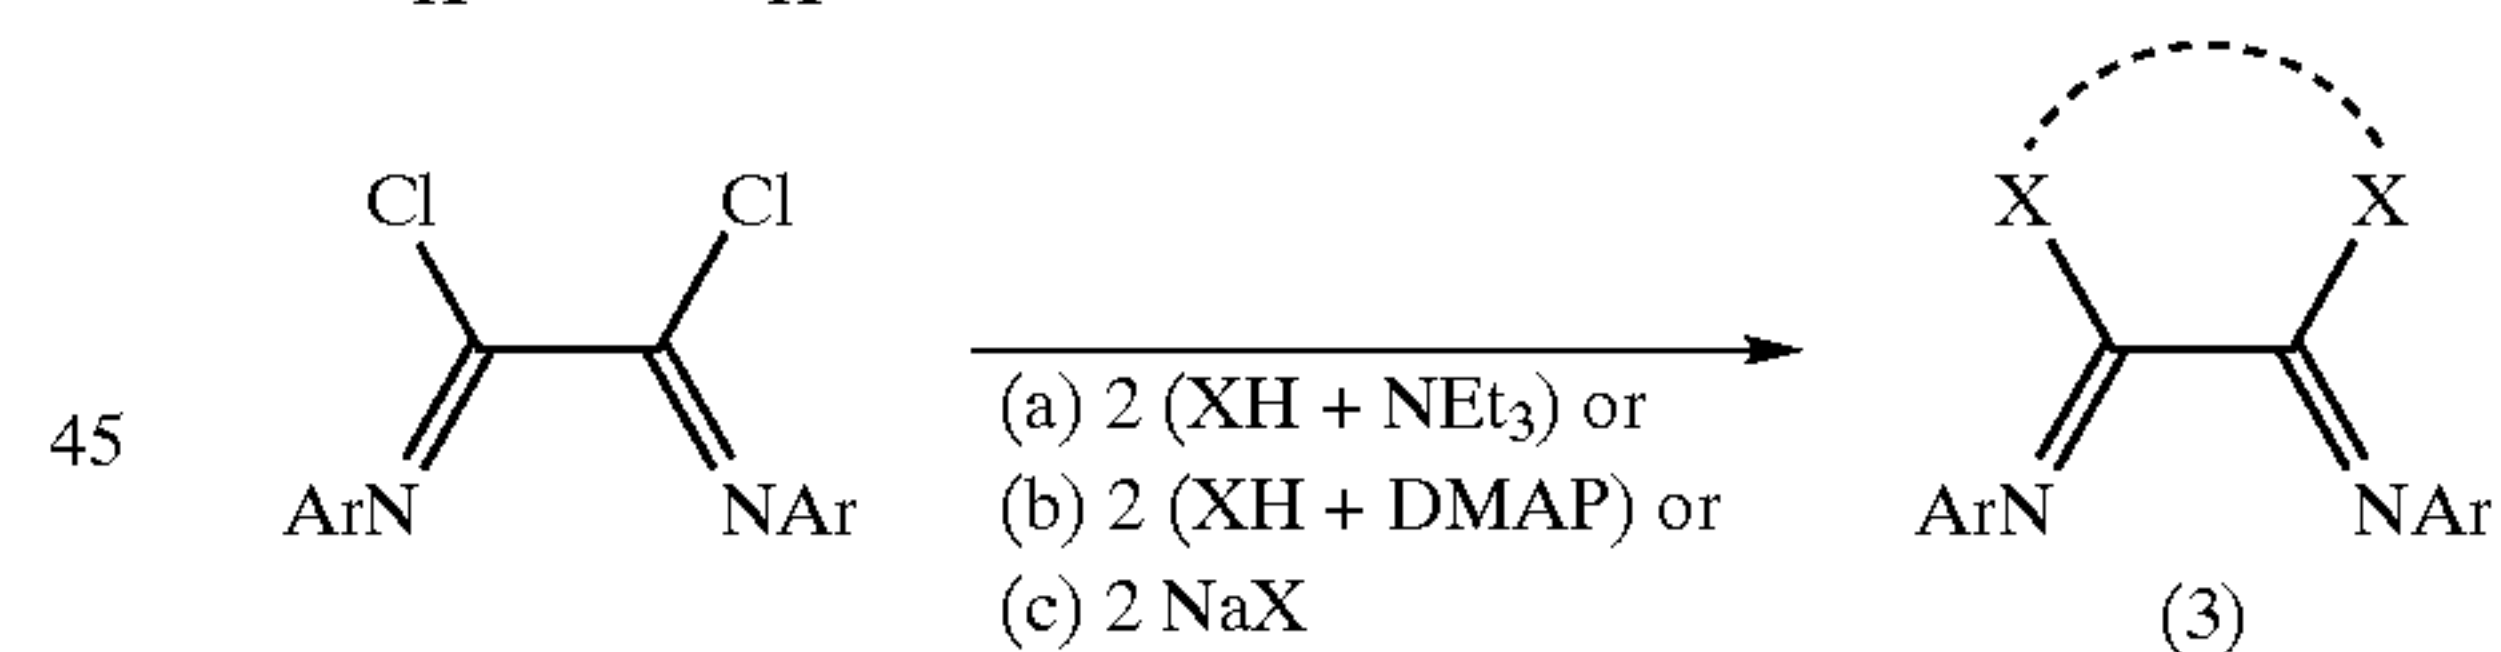 Cl Cl X X
(a) 2 (XH + NEt₃) or
45
ArN NAr (b) 2 (XH + DMAP) or ArN NAr
(c) 2 NaX
(3)